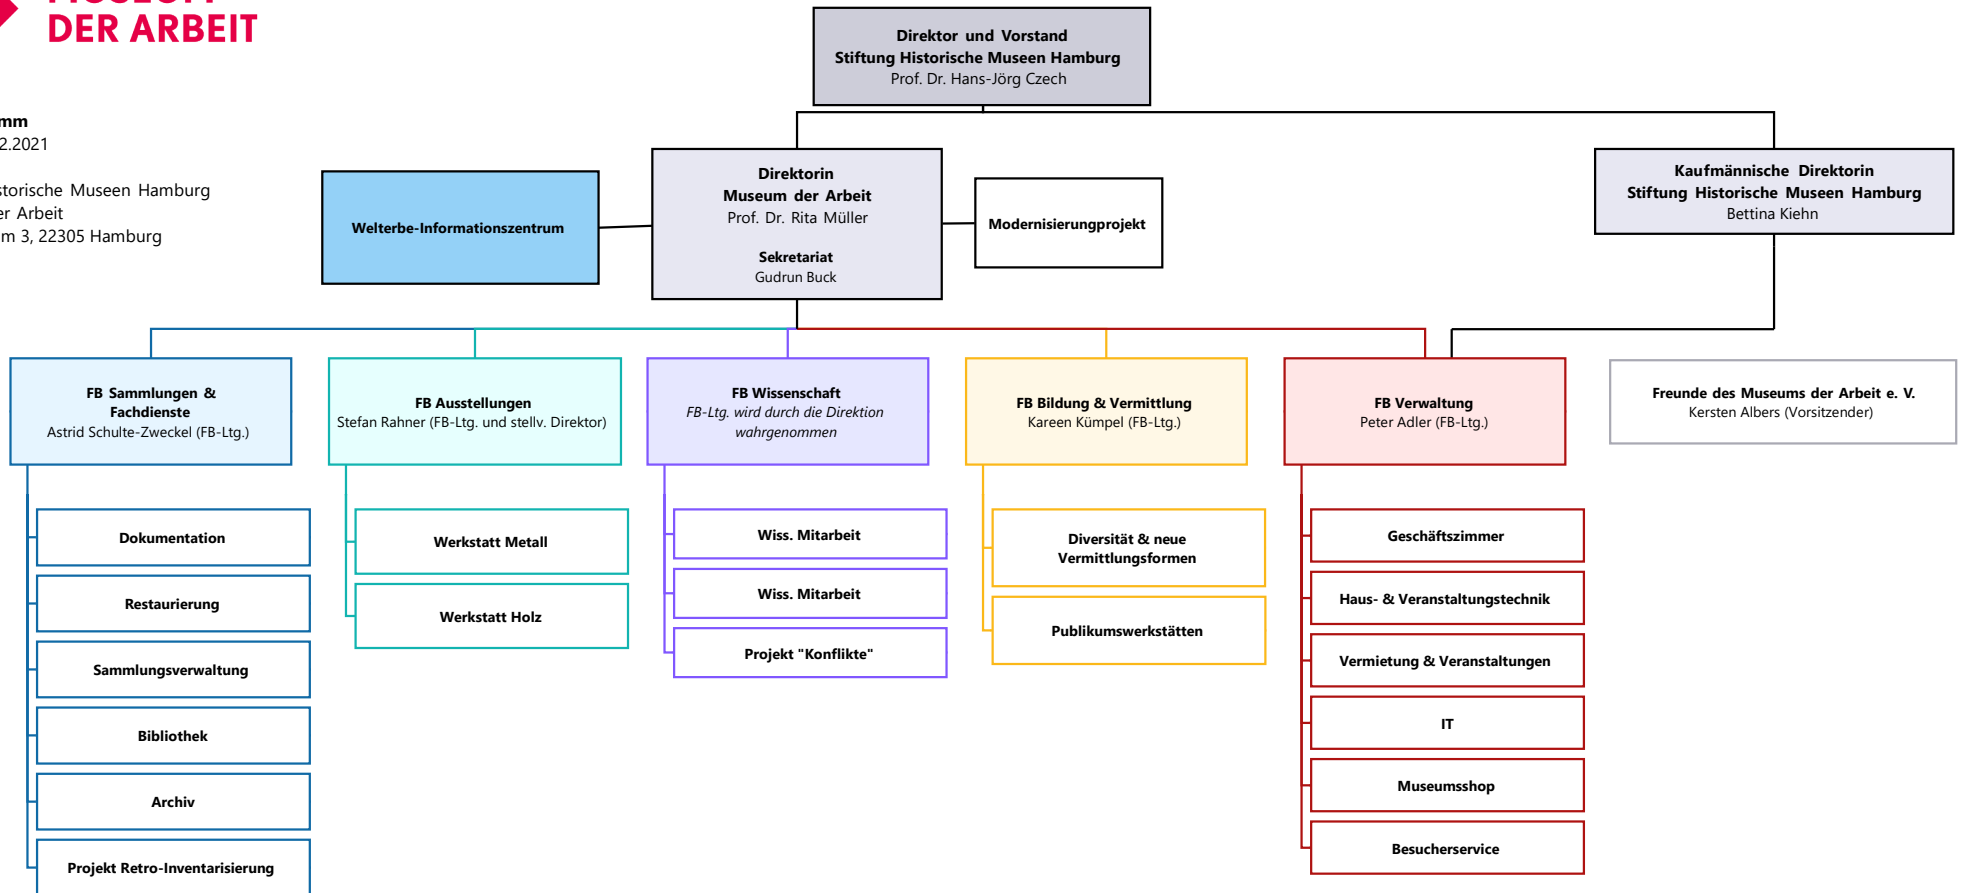 DER ARBEIT
Direktor und Vorstand
Stiftung Historische Museen Hamburg
Prof. Dr. Hans-Jörg Czech
2.2021
Historische Museen Hamburg
Arbeit
3, 22305 Hamburg
Welterbe-Informationszentrum
Direktorin
Museum der Arbeit
Prof. Dr. Rita Müller
Sekretariat
Gudrun Buck
Modernisierungprojekt
Kaufmännische Direktorin
Stiftung Historische Museen Hamburg
Bettina Kiehn
FB Sammlungen &
Fachdienste
Astrid Schulte-Zweckel (FB-Ltg.)
FB Ausstellungen
Stefan Rahner (FB-Ltg. und stellv. Direktor)
FB Wissenschaft
FB-Ltg. wird durch die Direktion
wahrgenommen
FB Bildung & Vermittlung
Kareen Kümpel (FB-Ltg.)
FB Verwaltung
Peter Adler (FB-Ltg.)
Freunde des Museums der Arbeit e. V.
Kersten Albers (Vorsitzender)
Dokumentation
Restaurierung
Sammlungsverwaltung
Bibliothek
Archiv
Projekt Retro-Inventarisierung
Werkstatt Metall
Werkstatt Holz
Wiss. Mitarbeit
Wiss. Mitarbeit
Projekt "Konflikte"
Diversität & neue
Vermittlungsformen
Publikumswerkstätten
Geschäftszimmer
Haus- & Veranstaltungstechnik
Vermietung & Veranstaltungen
IT
Museumsshop
Besucherservice